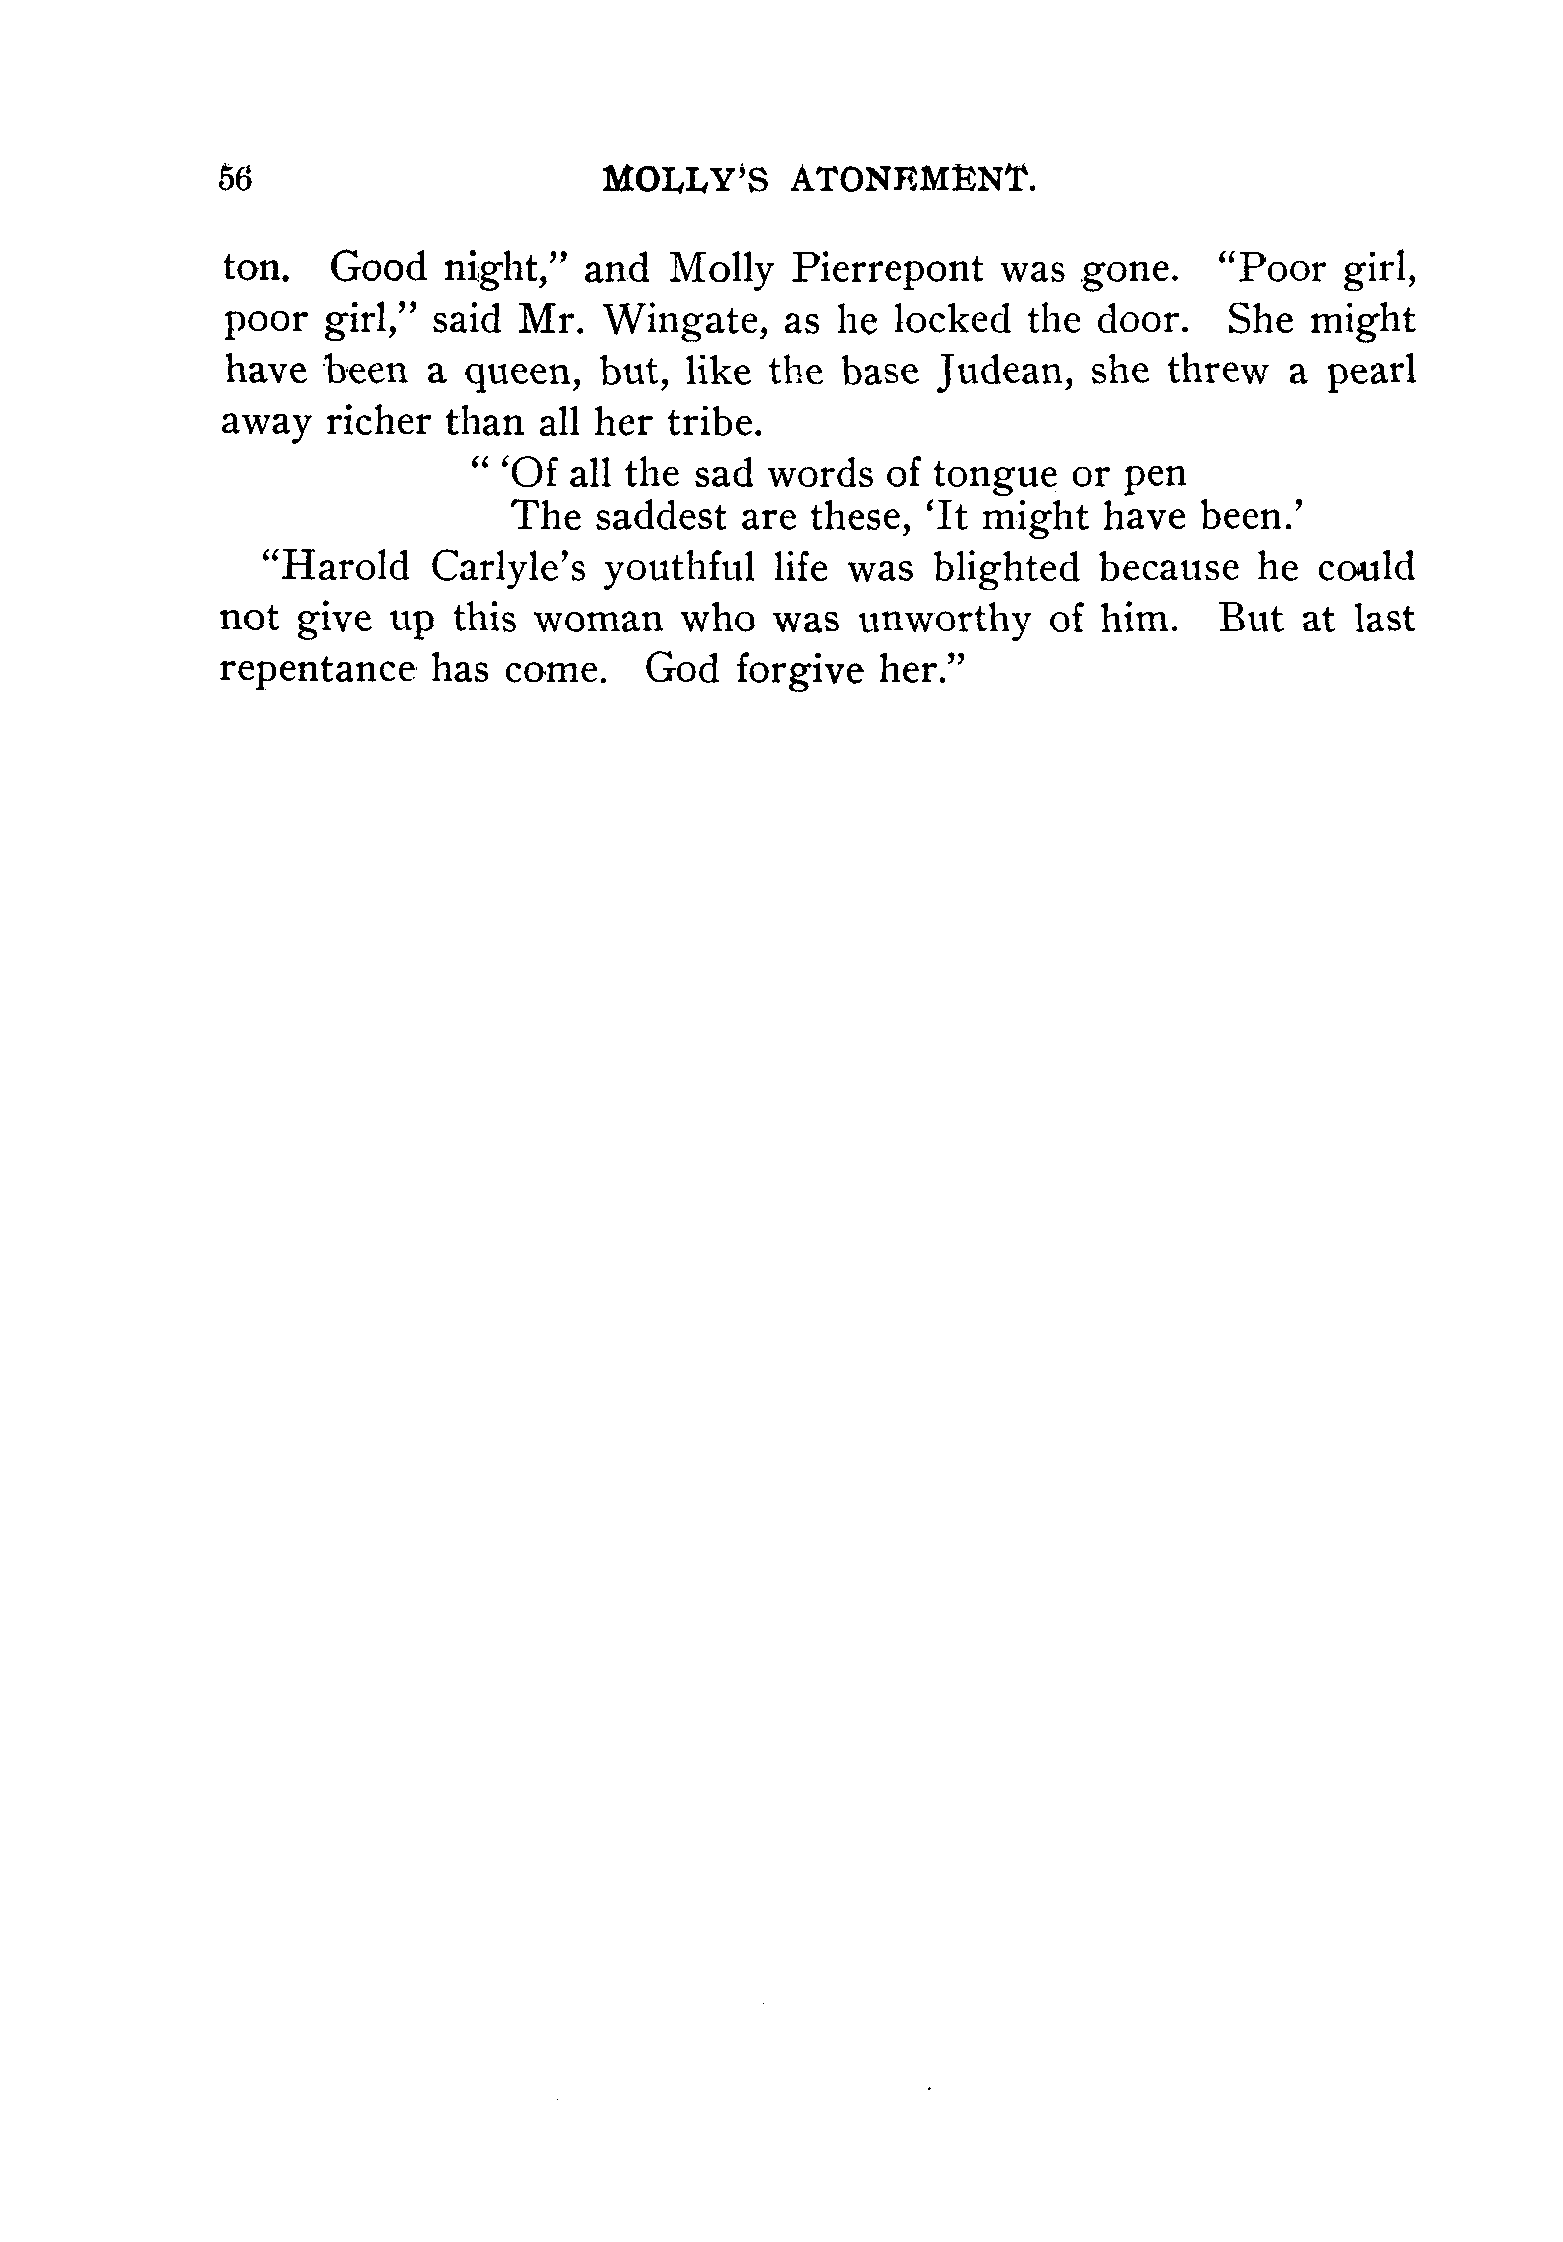 56 MOLLY'S ATONEMENT.
ton. Good night,” and Molly Pierrepont was gone. “Poor girl,
poor girl,” said Mr. Wingate, as he locked the door. She might
have been a queen, but, like the base Judean, she threw a pearl
away richer than all her tribe.
“ ‘Of all the sad words of tongue or pen
The saddest are these, ‘It might have been.’
“Harold Carlyle’s youthful life was blighted because he could
not give up this woman who was unworthy of him. But at last
repentance has come. God forgive her.”